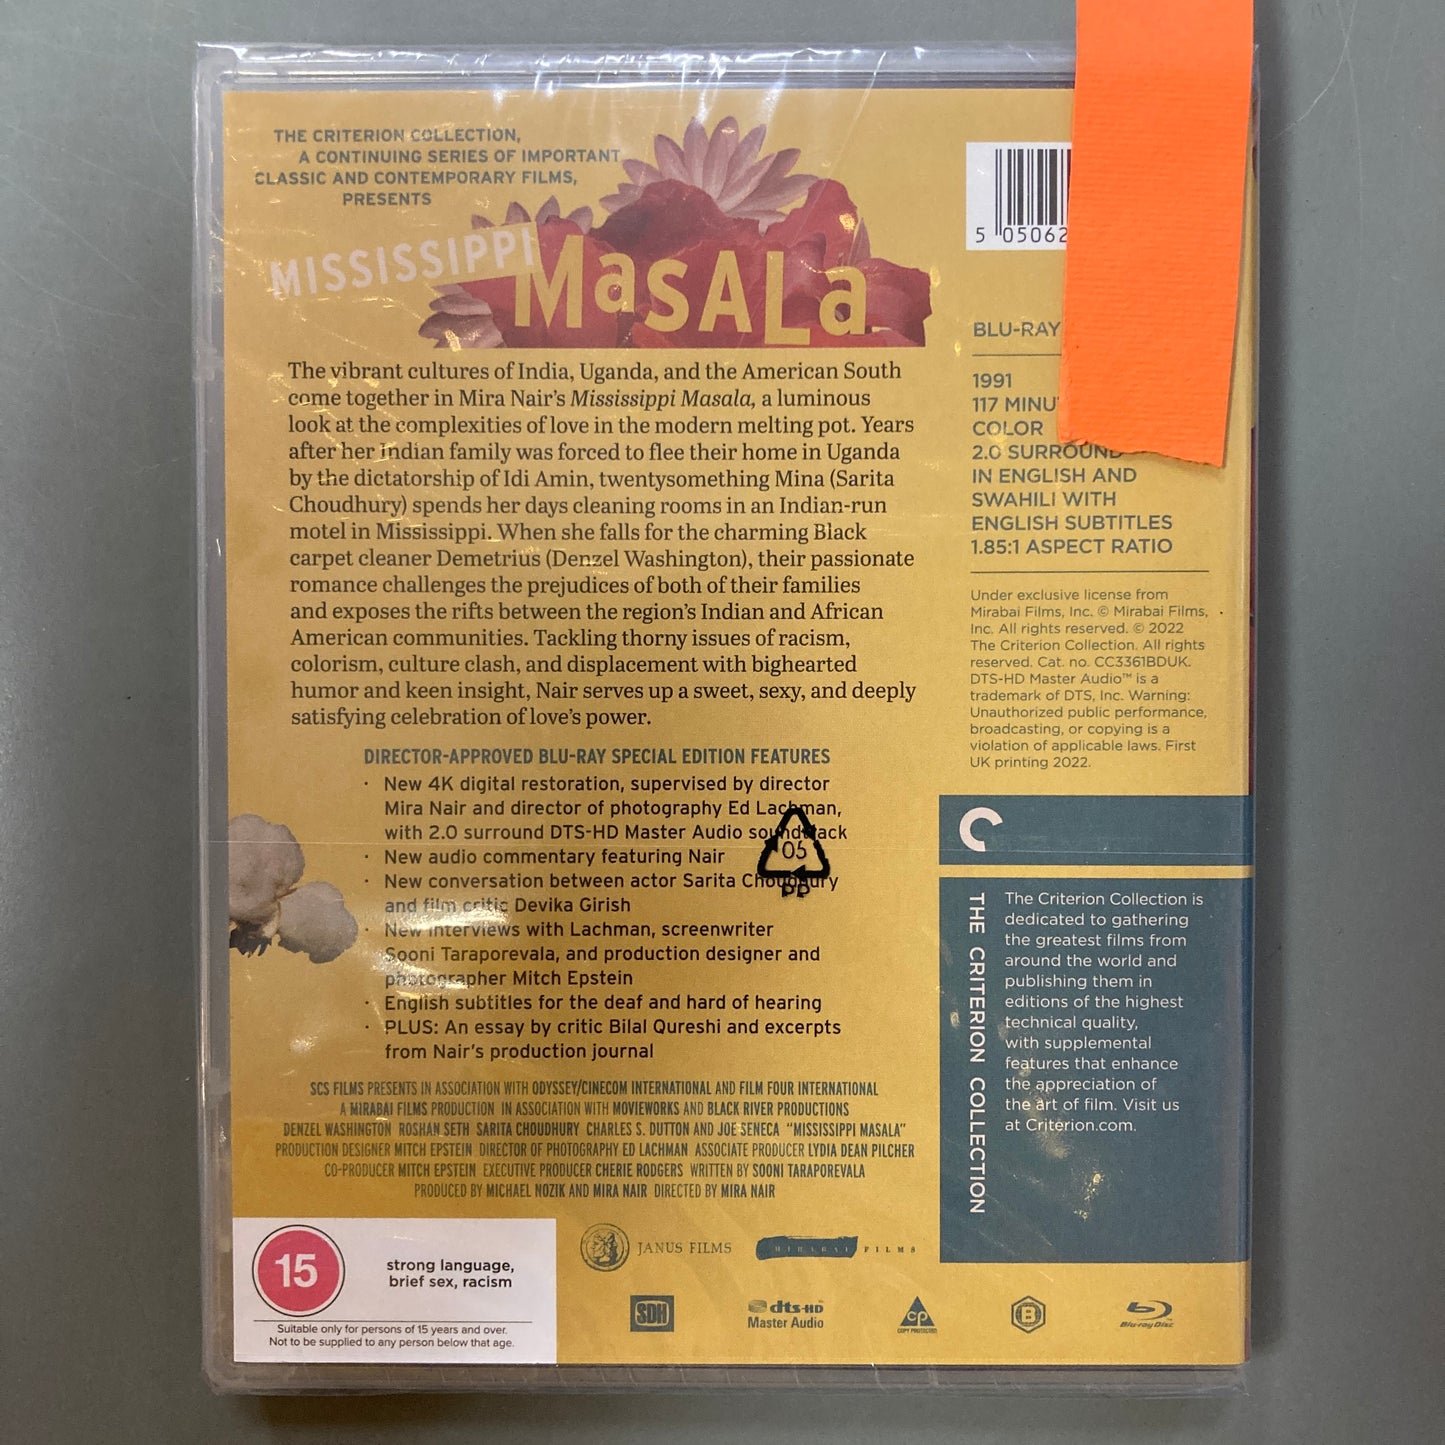 THE CRITERION COLLECTION,
A CONTINUING SERIES OF IMPORTANT
CLASSIC AND CONTEMPORARY FILMS,
PRESENTS
MISSISSIPPI
MasALa
The vibrant cultures of India, Uganda, and the American South
come together in Mira Nair's Mississippi Masala, a luminous
look at the complexities of love in the modern melting pot. Years
after her Indian family was forced to flee their home in Uganda
by the dictatorship of Idi Amin, twentysomething Mina (Sarita
Choudhury) spends her days cleaning rooms in an Indian-run
motel in Mississippi. When she falls for the charming Black
carpet cleaner Demetrius (Denzel Washington), their passionate
romance challenges the prejudices of both of their families
and exposes the rifts between the region's Indian and African
American communities. Tackling thorny issues of racism,
colorism, culture clash, and displacement with bighearted
humor and keen insight, Nair serves up a sweet, sexy, and deeply
satisfying celebration of love's power.
DIRECTOR-APPROVED BLU-RAY SPECIAL EDITION FEATURES
· New 4K digital restoration, supervised by director
Mira Nair and director of photography Ed Lachman,
with 2.0 surround DTS-HD Master Audio soundtrack
· New audio commentary featuring Nair
· New conversation between actor Sarita Choudhury
and film critic Devika Girish
· New interviews with Lachman, screenwriter
Sooni Taraporevala, and production designer and
photographer Mitch Epstein
· English subtitles for the deaf and hard of hearing
· PLUS: An essay by critic Bilal Qureshi and excerpts
from Nair's production journal
05
PP
SCS FILMS PRESENTS IN ASSOCIATION WITH ODYSSEY/CINECOM INTERNATIONAL AND FILM FOUR INTERNATIONAL
A MIRABAI FILMS PRODUCTION IN ASSOCIATION WITH MOVIEWORKS AND BLACK RIVER PRODUCTIONS
DENZEL WASHINGTON ROSHAN SETH SARITA CHOUDHURY CHARLES S. DUTTON AND JOE SENECA "MISSISSIPPI MASALA"
PRODUCTION DESIGNER MITCH EPSTEIN DIRECTOR OF PHOTOGRAPHY ED LACHMAN ASSOCIATE PRODUCER LYDIA DEAN PILCHER
CO-PRODUCER MITCH EPSTEIN EXECUTIVE PRODUCER CHERIE RODGERS WRITTEN BY SOONI TARAPOREVALA
PRODUCED BY MICHAEL NOZIK AND MIRA NAIR DIRECTED BY MIRA NAIR
15
strong language,
brief sex, racism
Suitable only for persons of 15 years and over.
Not to be supplied to any person below that age.
JANUS FILMS
MIRABAI FILMS
SDH
dts-HD
Master Audio
CP
COPY PROTECTED
B
Blu-ray Disc
5 05062
BLU-RAY
1991
117 MINU
COLOR
2.0 SURROUND
IN ENGLISH AND
SWAHILI WITH
ENGLISH SUBTITLES
1.85:1 ASPECT RATIO
Under exclusive license from
Mirabai Films, Inc. © Mirabai Films,
Inc. All rights reserved. © 2022
The Criterion Collection. All rights
reserved. Cat. no. CC3361BDUK.
DTS-HD Master Audio™ is a
trademark of DTS, Inc. Warning:
Unauthorized public performance,
broadcasting, or copying is a
violation of applicable laws. First
UK printing 2022.
THE CRITERION COLLECTION
The Criterion Collection is
dedicated to gathering
the greatest films from
around the world and
publishing them in
editions of the highest
technical quality,
with supplemental
features that enhance
the appreciation of
the art of film. Visit us
at Criterion.com.